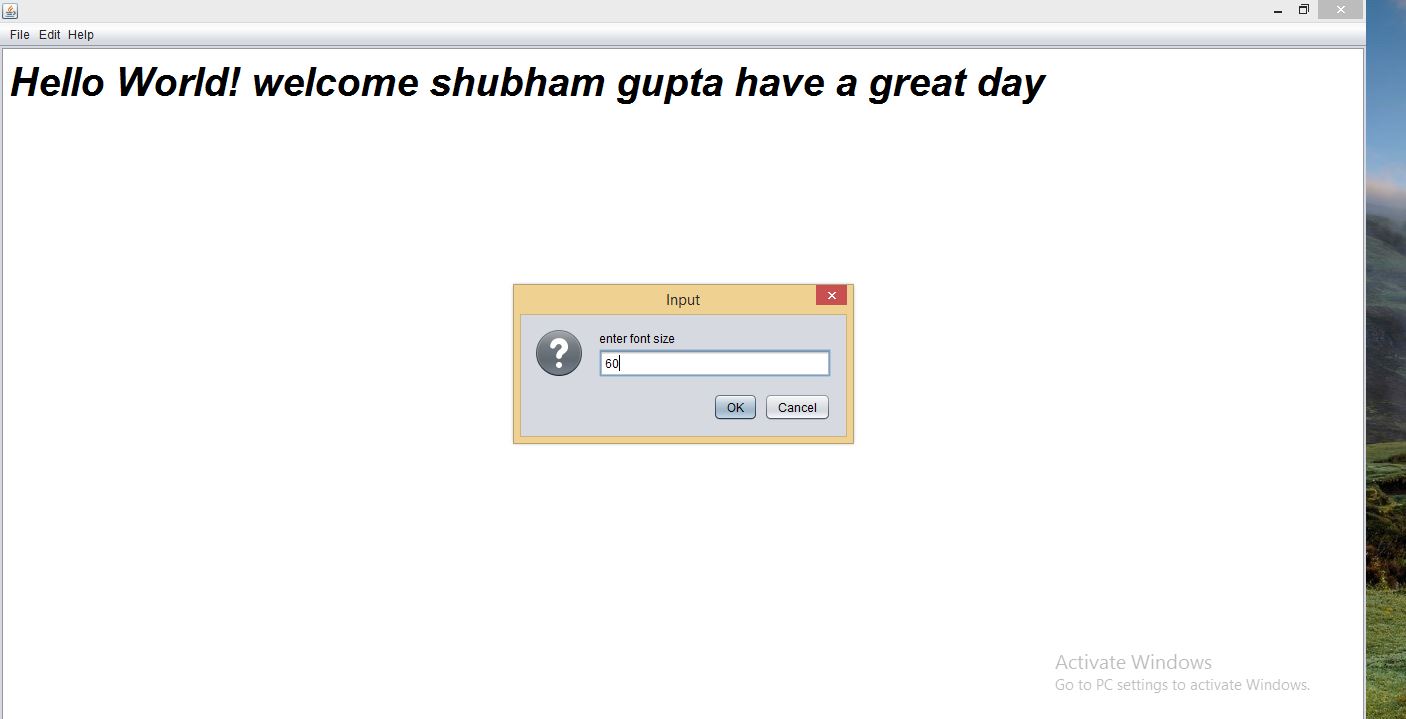 File Edit Help
Hello World! welcome shubham gupta have a great day
Input
enter font size
60
OK Cancel
Activate Windows
Go to PC settings to activate Windows.